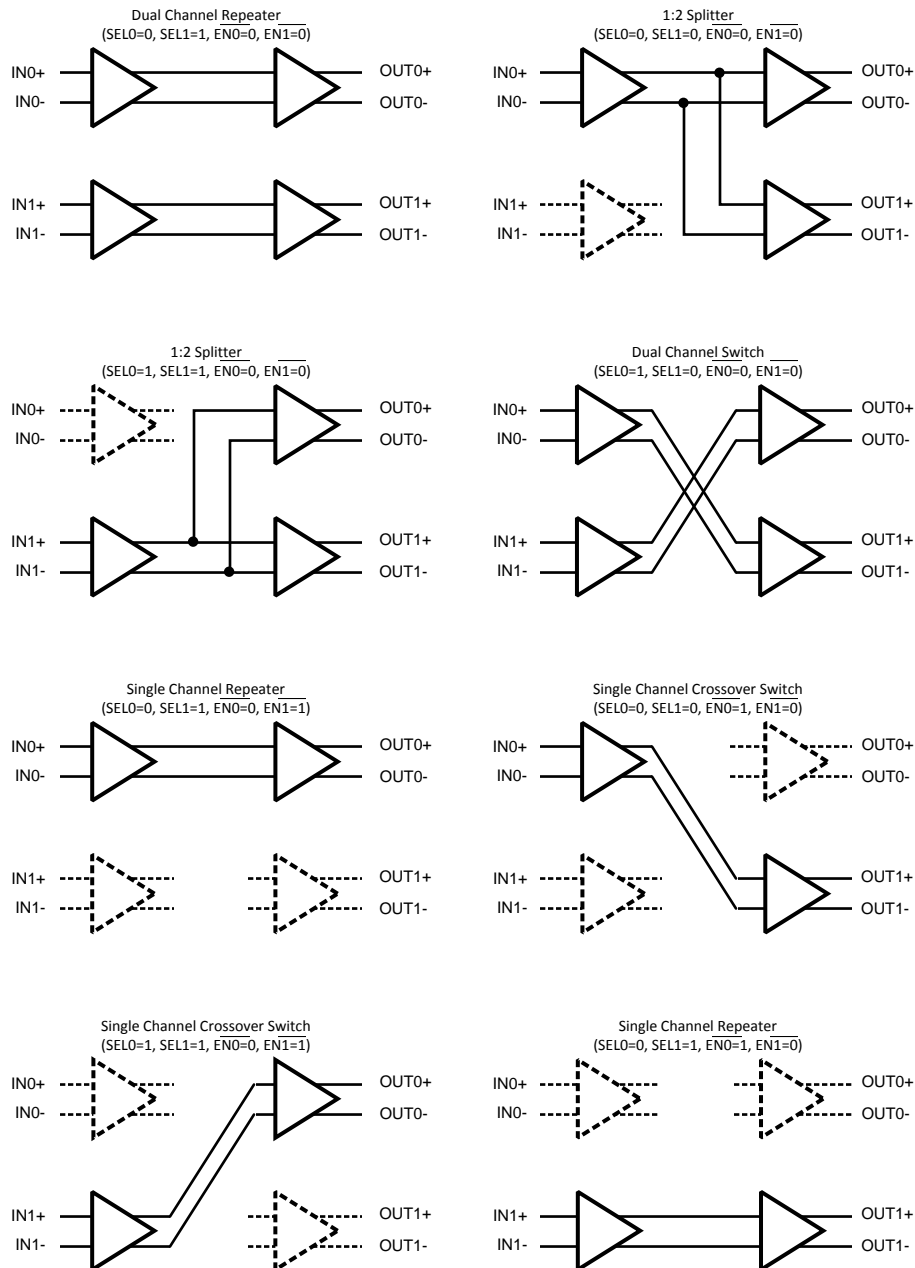 Dual Channel Repeater
(SEL0=0, SEL1=1, EN0=0, EN1=0)
IN0+
IN0-
OUT0+
OUT0-
IN1+
IN1-
OUT1+
OUT1-
1:2 Splitter
(SEL0=0, SEL1=0, EN0=0, EN1=0)
IN0+
IN0-
OUT0+
OUT0-
IN1+
IN1-
OUT1+
OUT1-
1:2 Splitter
(SEL0=1, SEL1=1, EN0=0, EN1=0)
IN0+
IN0-
OUT0+
OUT0-
IN1+
IN1-
OUT1+
OUT1-
Dual Channel Switch
(SEL0=1, SEL1=0, EN0=0, EN1=0)
IN0+
IN0-
OUT0+
OUT0-
IN1+
IN1-
OUT1+
OUT1-
Single Channel Repeater
(SEL0=0, SEL1=1, EN0=0, EN1=1)
IN0+
IN0-
OUT0+
OUT0-
IN1+
IN1-
OUT1+
OUT1-
Single Channel Crossover Switch
(SEL0=0, SEL1=0, EN0=1, EN1=0)
IN0+
IN0-
OUT0+
OUT0-
IN1+
IN1-
OUT1+
OUT1-
Single Channel Crossover Switch
(SEL0=1, SEL1=1, EN0=0, EN1=1)
IN0+
IN0-
OUT0+
OUT0-
IN1+
IN1-
OUT1+
OUT1-
Single Channel Repeater
(SEL0=0, SEL1=1, EN0=1, EN1=0)
IN0+
IN0-
OUT0+
OUT0-
IN1+
IN1-
OUT1+
OUT1-